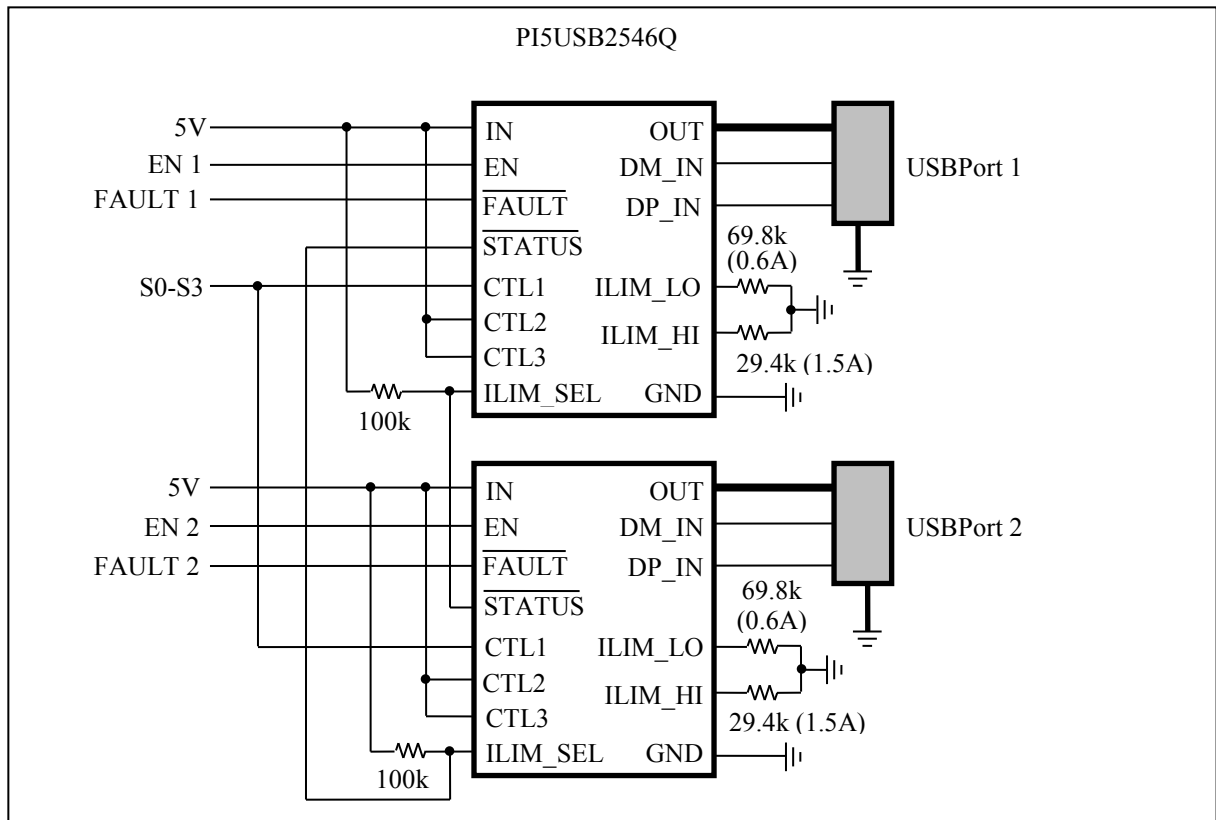 PI5USB2546Q
5V
EN 1
FAULT 1
S0-S3
100k
IN
EN
FAULT
STATUS
CTL1
CTL2
CTL3
ILIM_SEL
OUT
DM_IN
DP_IN
ILIM_LO
ILIM_HI
GND
69.8k
(0.6A)
29.4k (1.5A)
USBPort 1
5V
EN 2
FAULT 2
100k
IN
EN
FAULT
STATUS
CTL1
CTL2
CTL3
ILIM_SEL
OUT
DM_IN
DP_IN
ILIM_LO
ILIM_HI
GND
69.8k
(0.6A)
29.4k (1.5A)
USBPort 2